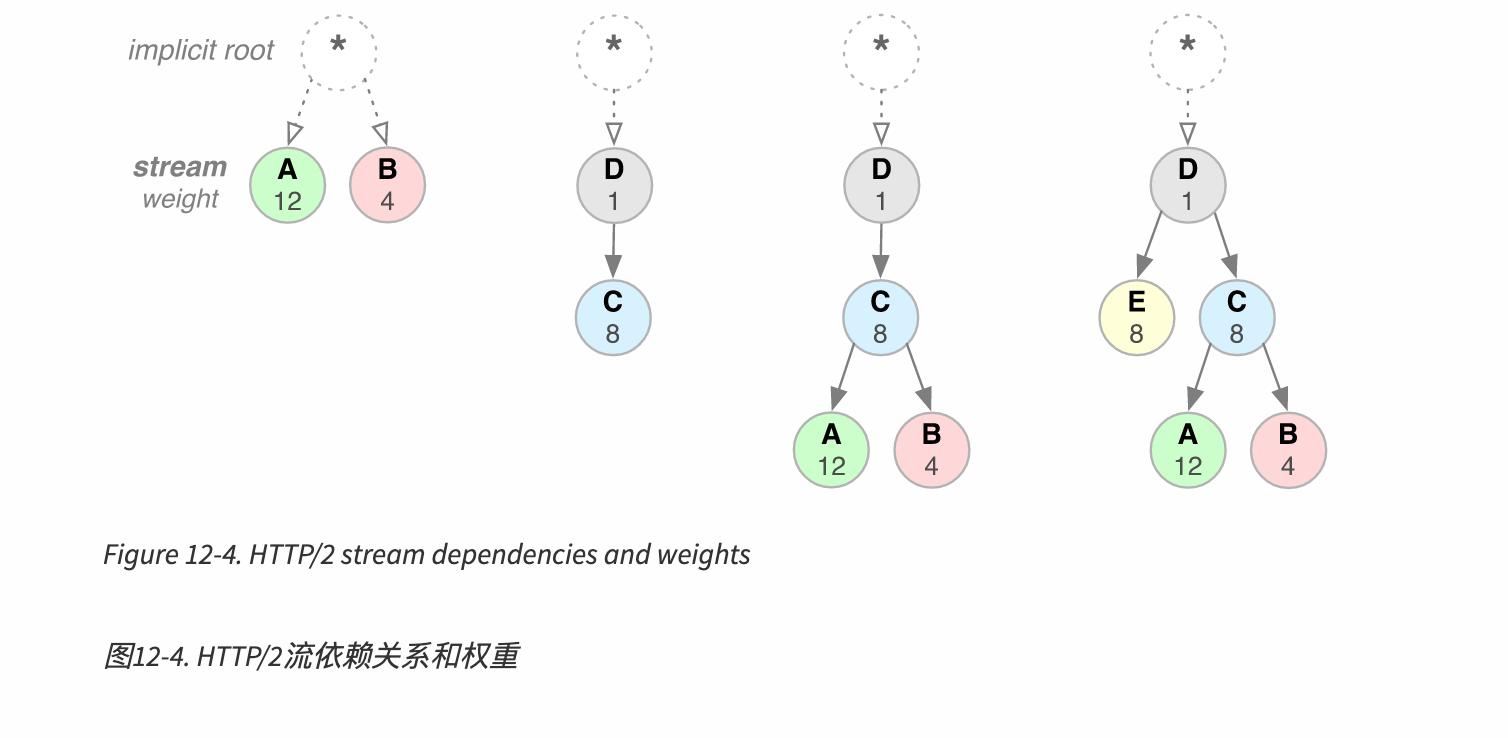 implicit root * * * *
stream A B D D D
weight 12 4 1 1 1
C C E C
8 8 8 8
A B A B
12 4 12 4
Figure 12-4. HTTP/2 stream dependencies and weights
图12-4. HTTP/2流依赖关系和权重